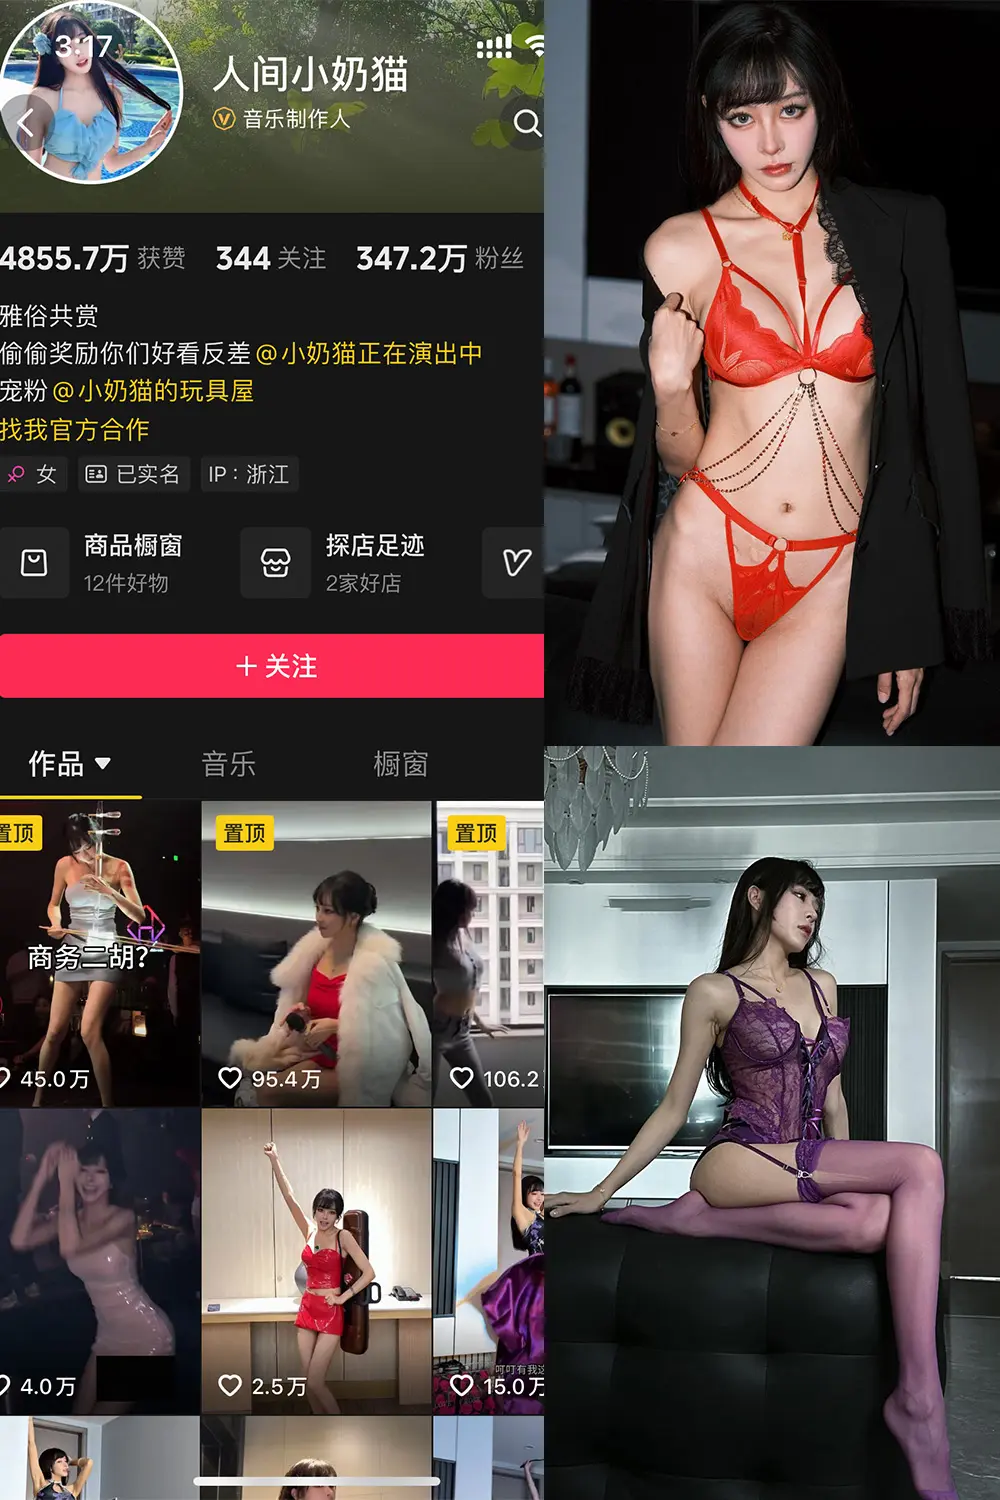 3:17
人间小奶猫
音乐制作人
4855.7万 获赞 344 关注 347.2万 粉丝
雅俗共赏
偷偷奖励你们好看反差@小奶猫正在演出中
宠粉@小奶猫的玩具屋
找我官方合作
女 已实名 IP：浙江
商品橱窗 探店足迹
12件好物 2家好店
+ 关注
作品 音乐 橱窗
置顶 置顶 置顶
商务二胡?
45.0万 95.4万 106.2
呵叮有我这
4.0万 2.5万 15.0万